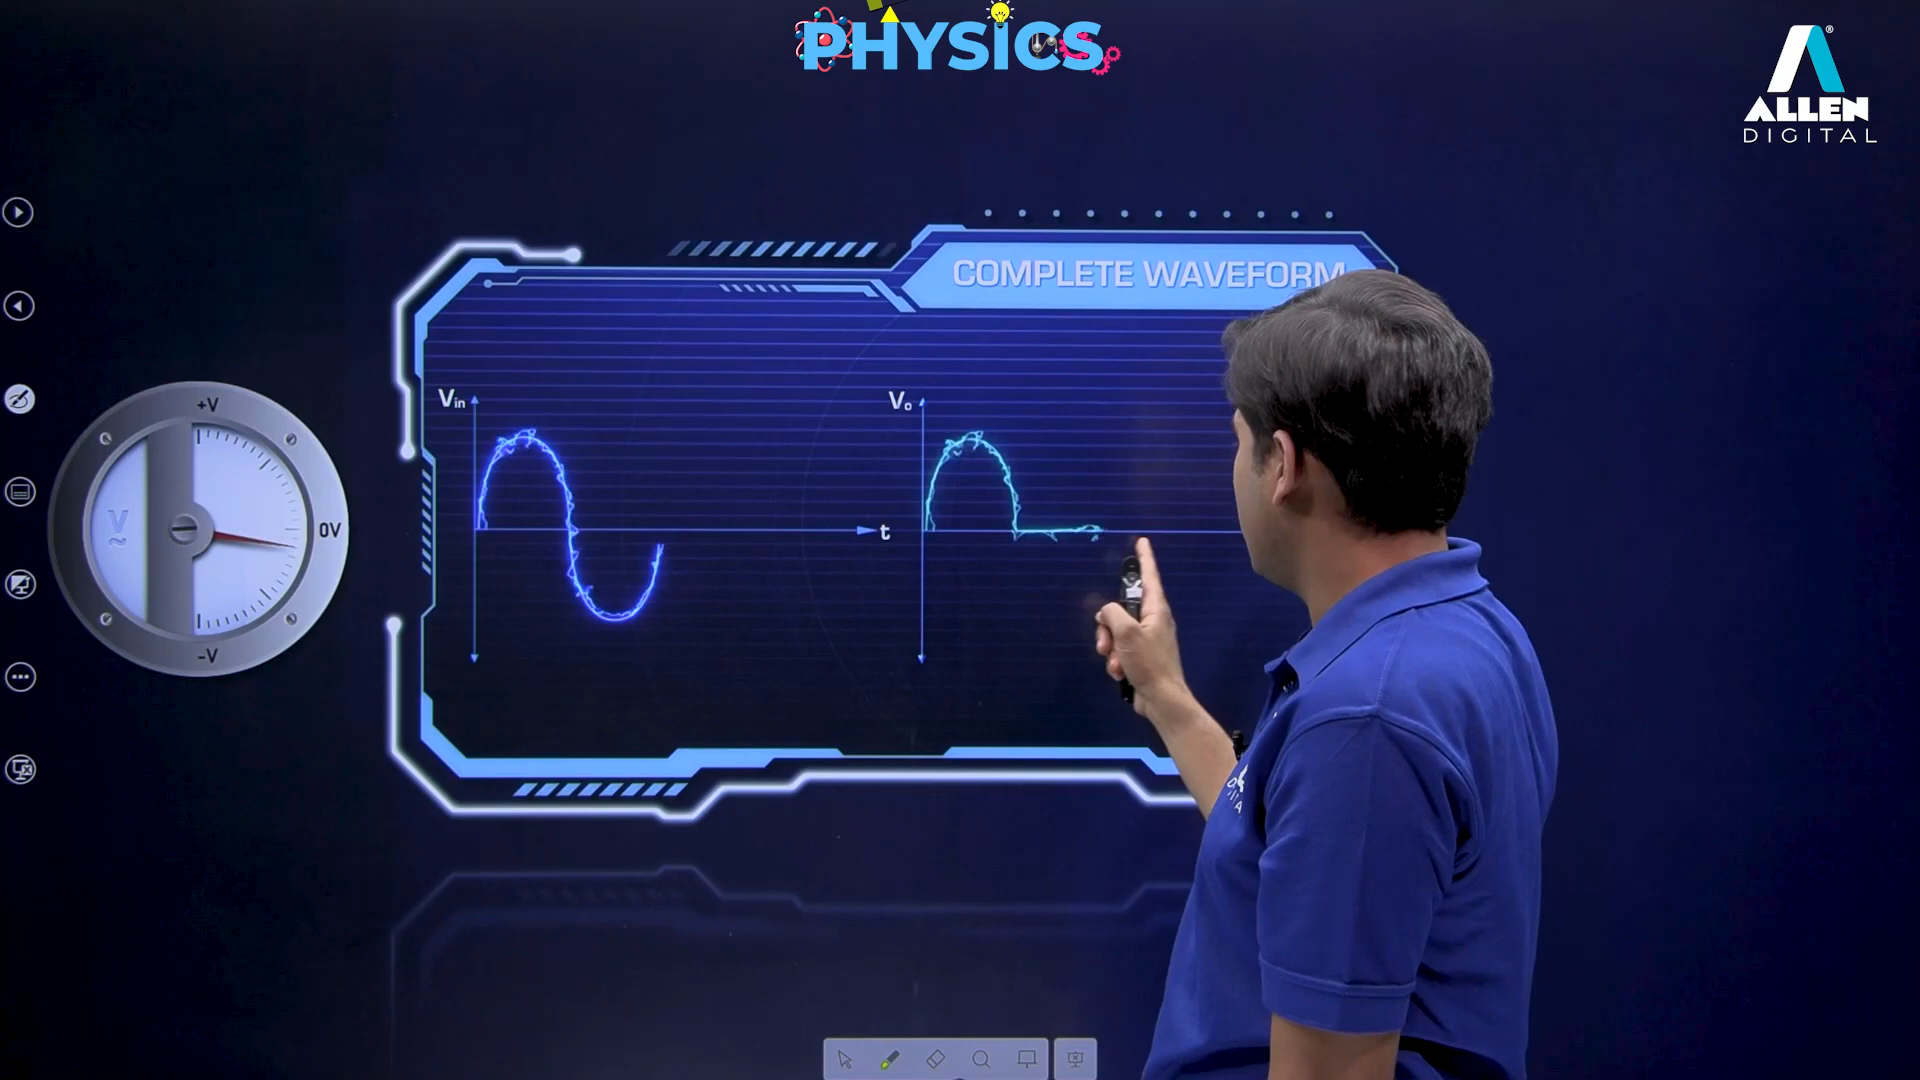 PHYSICS
ALLEN
DIGITAL
COMPLETE WAVEFORM
Vin
Vo
t
+V
V
0V
-V